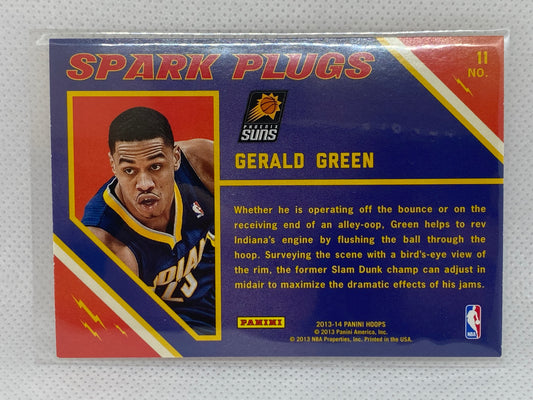 SPARK PLUGS
11
NO.
PHOENIX
SUNS
GERALD GREEN
Whether he is operating off the bounce or on the
receiving end of an alley-oop, Green helps to rev
Indiana's engine by flushing the ball through the
hoop. Surveying the scene with a bird's-eye view of
the rim, the former Slam Dunk champ can adjust in
midair to maximize the dramatic effects of his jams.
PANINI
2013-14 PANINI HOOPS
© 2013 Panini America, Inc.
© 2013 NBA Properties, Inc. Printed in the USA.
NBA